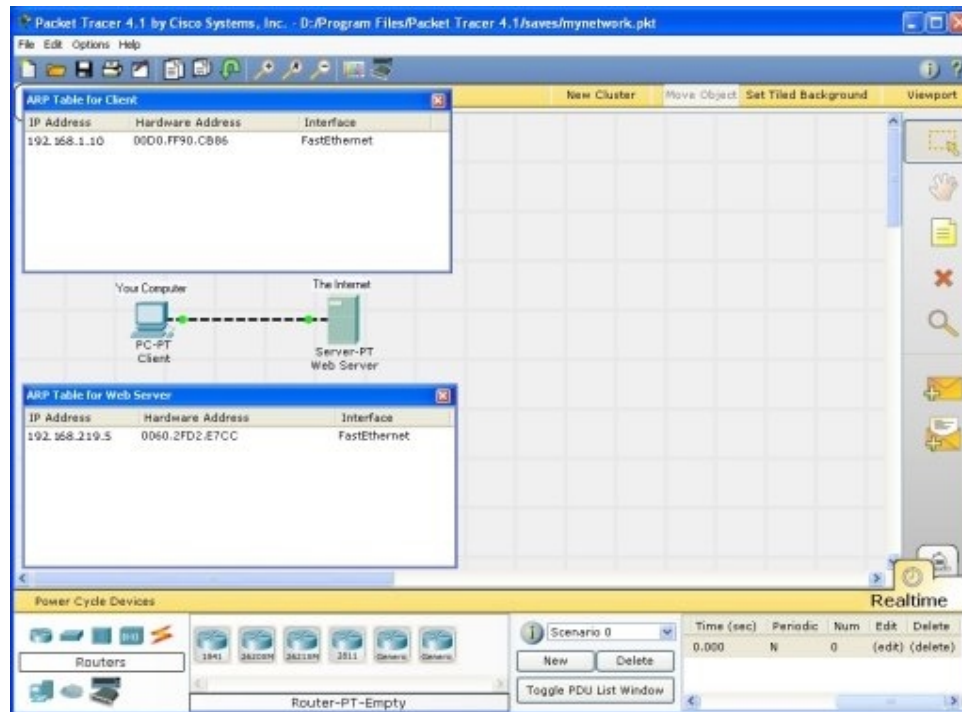 Packet Tracer 4.1 by Cisco Systems, Inc. - D:/Program Files/Packet Tracer 4.1/saves/mynetwork.pkt
File Edit Options Help
New Cluster Move Object Set Tiled Background Viewport
ARP Table for Client
IP Address Hardware Address Interface
192.168.1.10 00D0.FF90.CBB6 FastEthernet
Your Computer The Internet
PC-PT
Client
Server-PT
Web Server
ARP Table for Web Server
IP Address Hardware Address Interface
192.168.219.5 0060.2FD2.E7CC FastEthernet
Power Cycle Devices Realtime
Routers
1841 2620XM 2621XM 2811 Generic Generic
Router-PT-Empty
Scenario 0
New Delete
Toggle PDU List Window
Time (sec) Periodic Num Edit Delete
0.000 N 0 (edit) (delete)